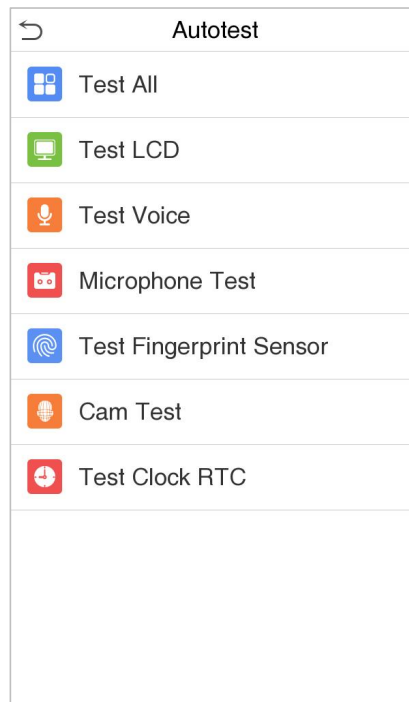 Autotest
Test All
Test LCD
Test Voice
Microphone Test
Test Fingerprint Sensor
Cam Test
Test Clock RTC